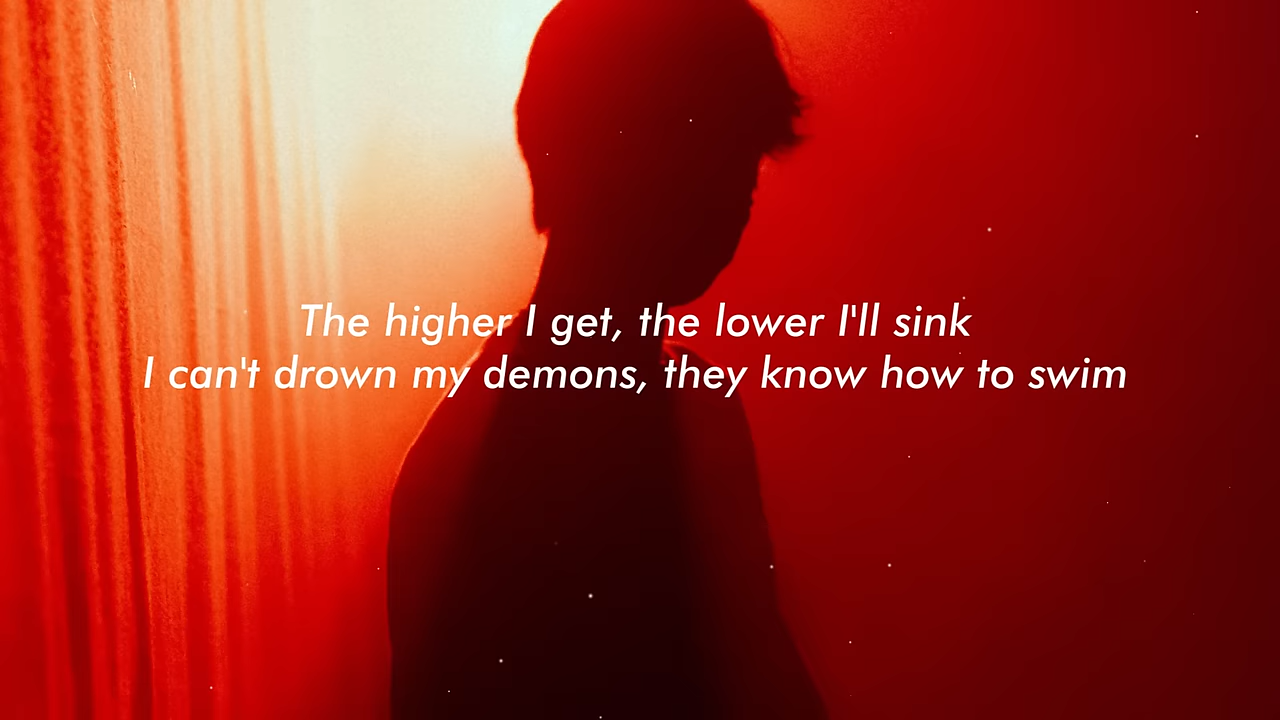 The higher I get, the lower I'll sink
I can't drown my demons, they know how to swim